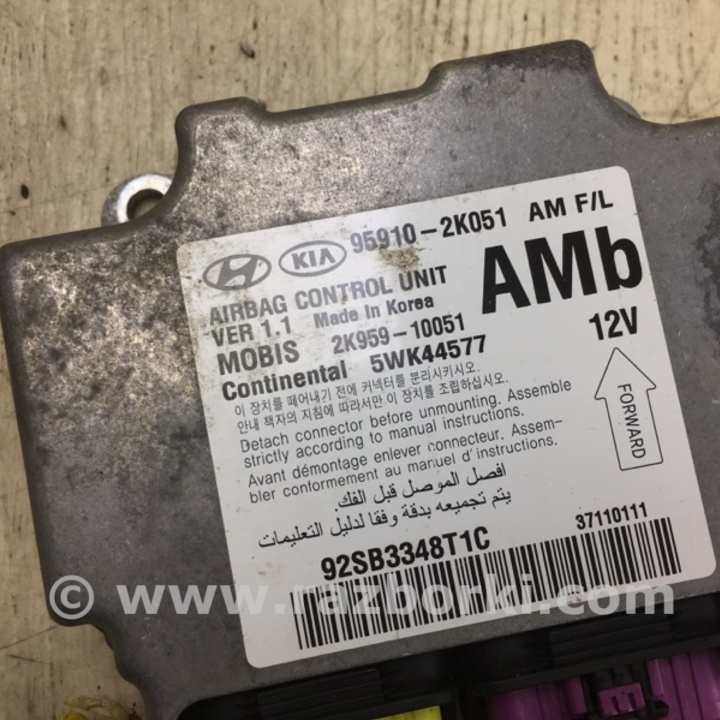 KIA 95910-2K051 AM F/L
AIRBAG CONTROL UNIT
VER 1.1 Made In Korea
AMb
MOBIS 2K959-10051
12V
Continental 5WK44577
이 장치를 떼어내기 전에 커넥터를 분리시키시오.
안내 책자의 지침에 따라서만 이 장치를 조립하십시오.
Detach connector before unmounting. Assemble
strictly according to manual instructions.
Avant démontage enlever connecteur. Assem-
bler conformement au manuel d'instructions.
FORWARD
افصل الموصل قبل الفك.
يتم تجميعه بدقة وفقا لدليل التعليمات
37110111
92SB3348T1C
© www.razborki.com